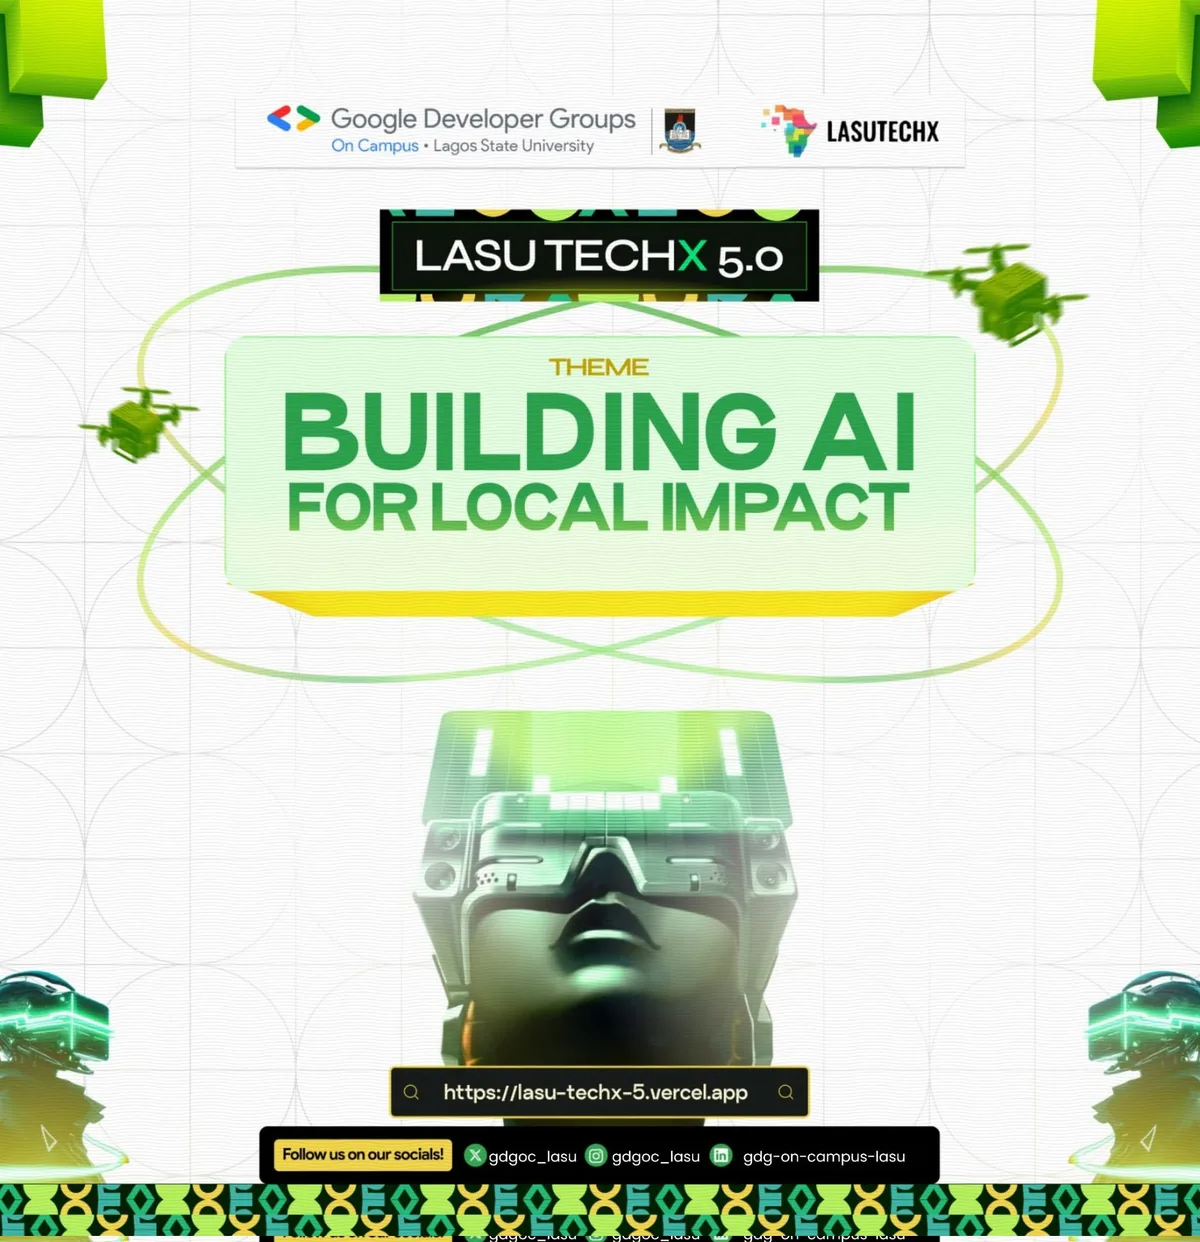 Google Developer Groups
On Campus • Lagos State University
LASUTECHX
LASU TECHX 5.0
THEME
BUILDING AI
FOR LOCAL IMPACT
https://lasu-techx-5.vercel.app
Follow us on our socials! gdgoc_lasu gdgoc_lasu gdg-on-campus-lasu